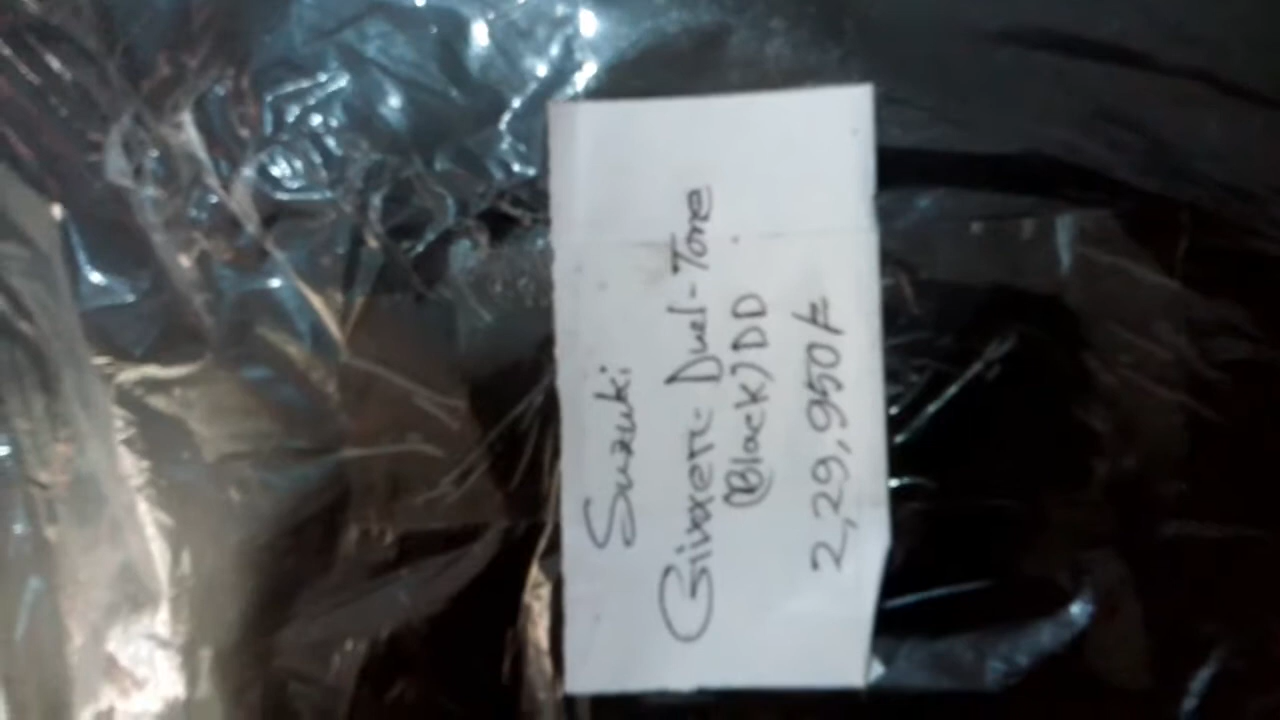 Suzuki
Gixxer Duel-Tone
(Black) DD
2,29,950/=